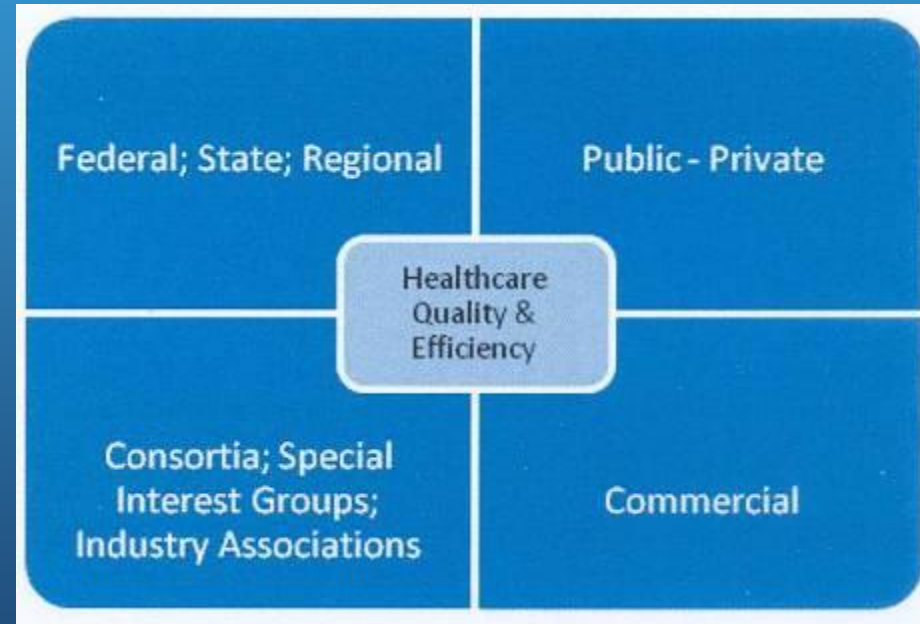 Federal; State; Regional
Public - Private
Healthcare
Quality &
Efficiency
Consortia; Special
Interest Groups;
Industry Associations
Commercial